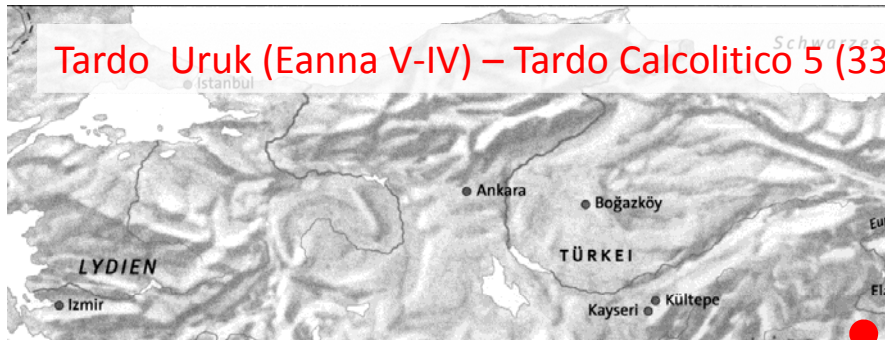 Schwarzes
Tardo Uruk (Eanna V-IV) – Tardo Calcolitico 5 (33
Istanbul
Ankara
Boğazköy
TÜRKEI
LYDIEN
Izmir
Kayseri
Kültepe